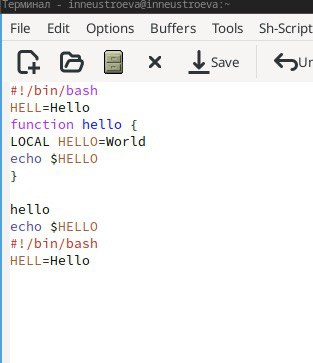 Терминал - inneustroeva@inneustroeva:~
File Edit Options Buffers Tools Sh-Script
Save
#!/bin/bash
HELL=Hello
function hello {
LOCAL HELLO=World
echo $HELLO
}
hello
echo $HELLO
#!/bin/bash
HELL=Hello